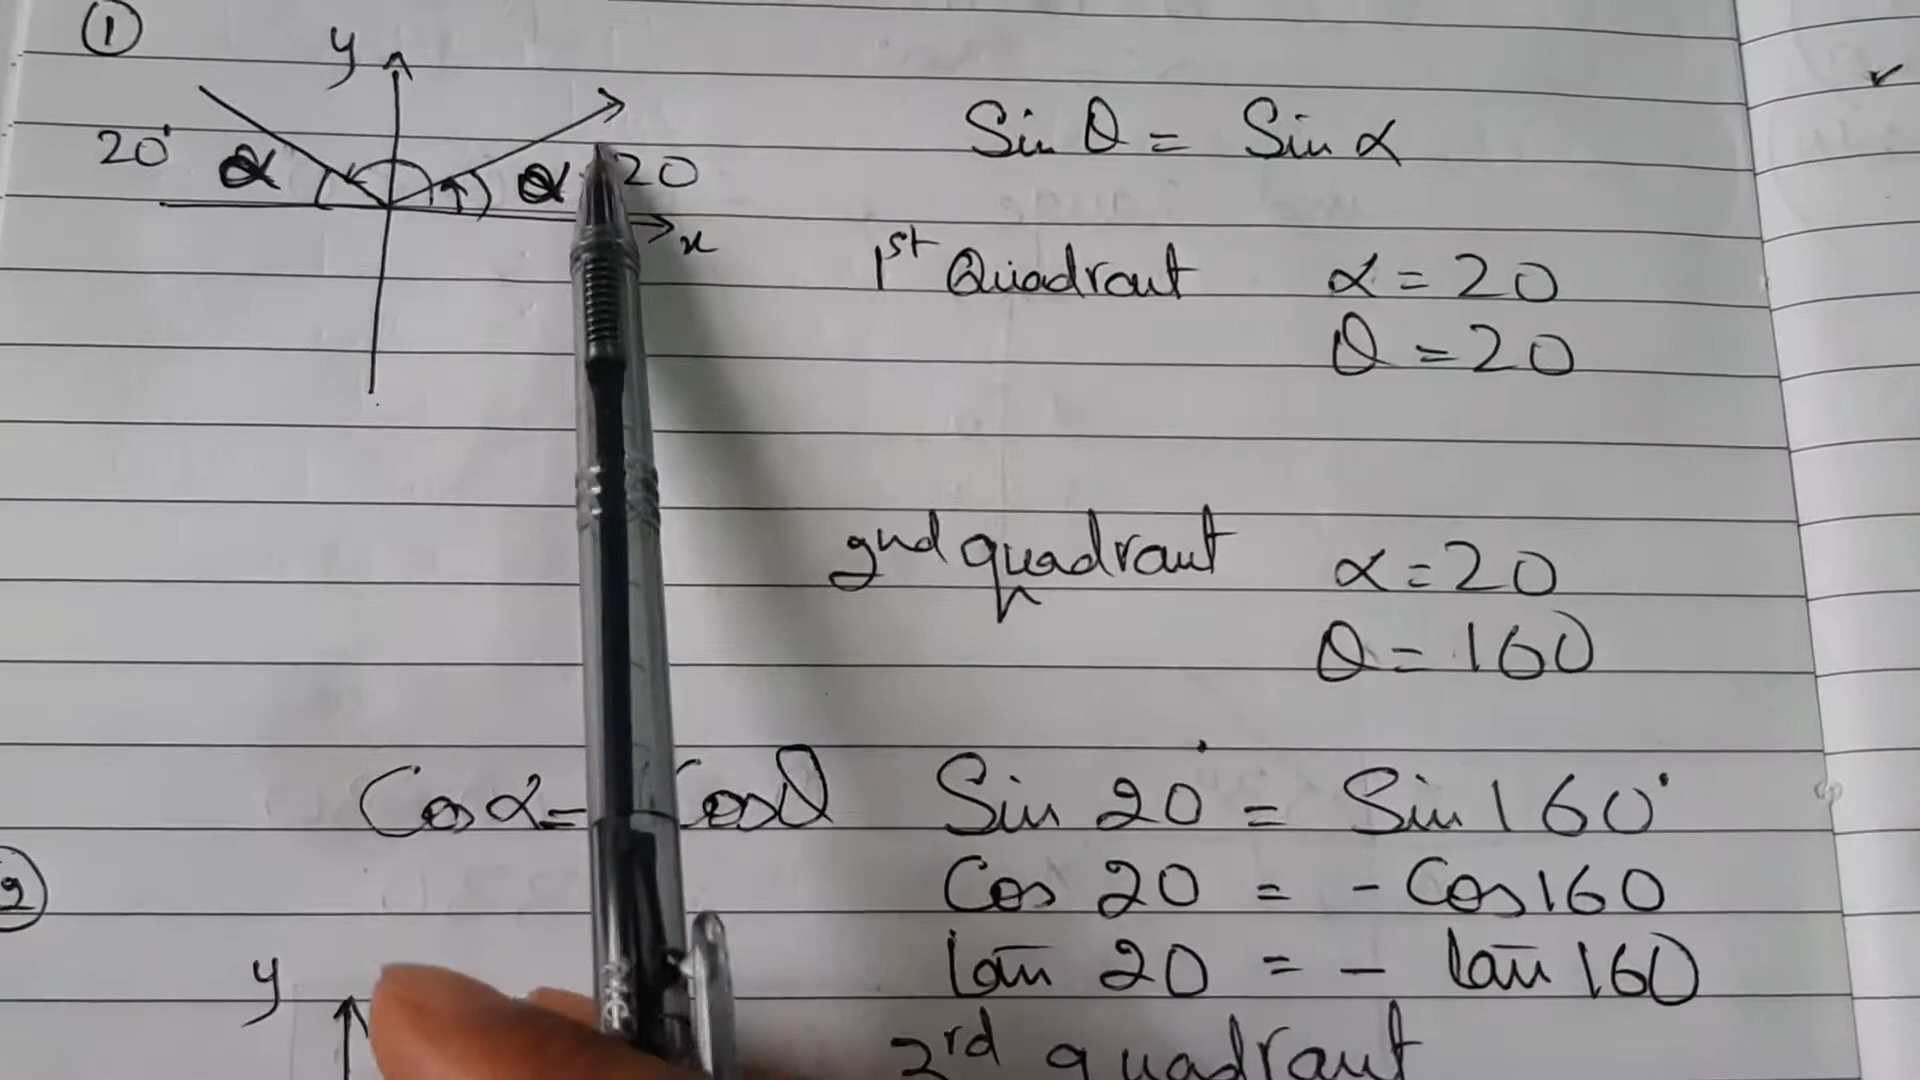 ①
y
Sin θ = Sin α
20° α α 20
x
1st Quadrant α = 20
θ = 20
2nd quadrant α = 20
θ = 160
Cos α = Cos θ Sin 20° = Sin 160°
②
Cos 20 = - Cos 160
tan 20 = - tan 160
y
3rd quadrant